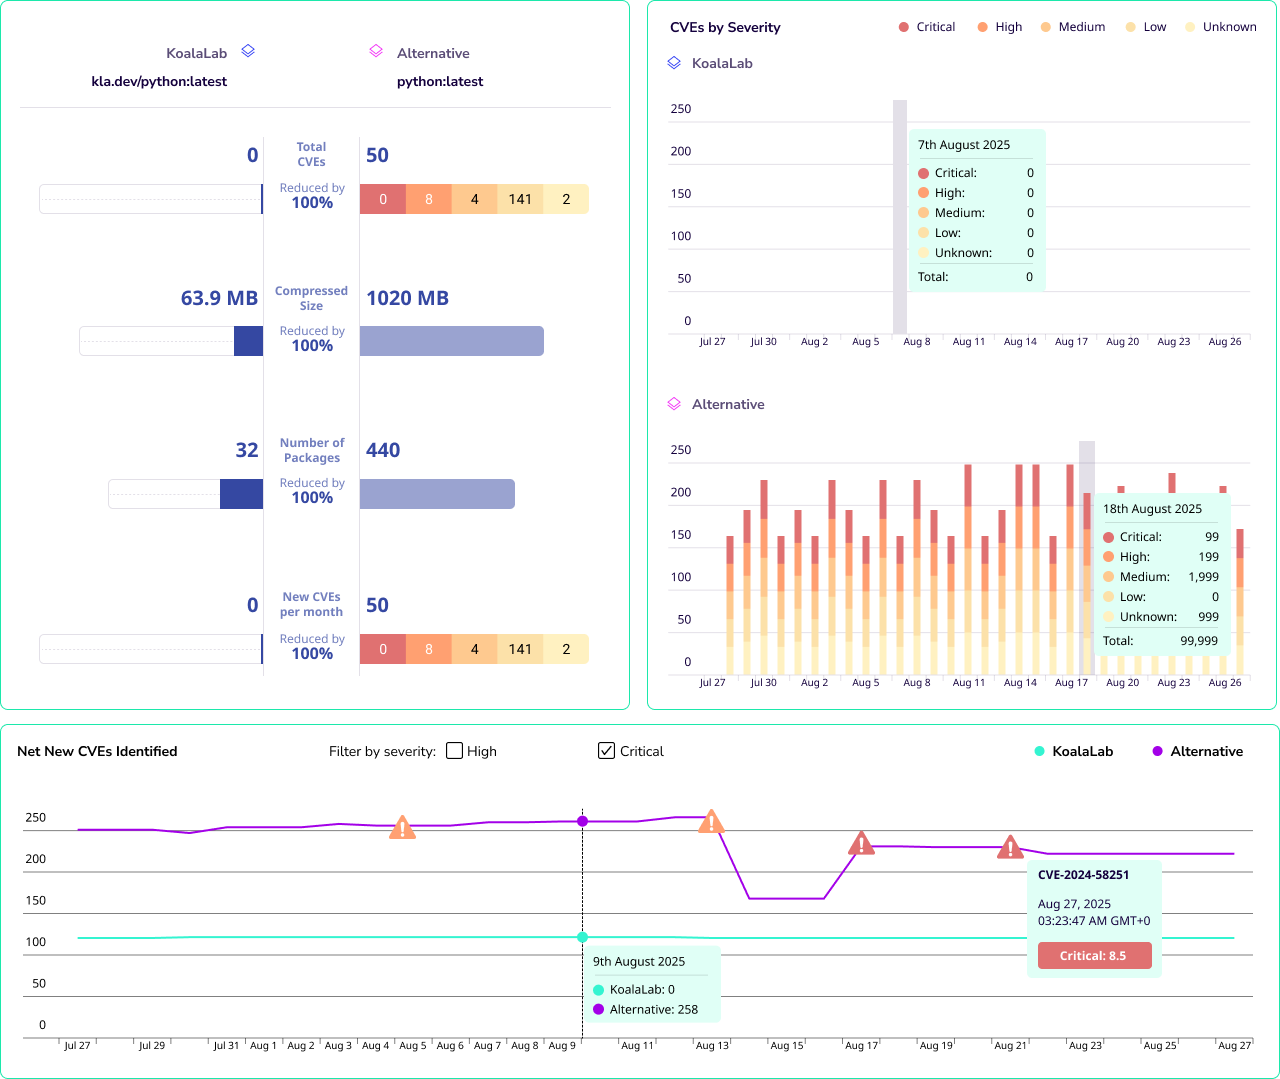 KoalaLab
Alternative
kla.dev/python:latest
python:latest
0
Total
CVEs
50
Reduced by
100%
0 8 4 141 2
63.9 MB
Compressed
Size
1020 MB
Reduced by
100%
32
Number of
Packages
440
Reduced by
100%
0
New CVEs
per month
50
Reduced by
100%
0 8 4 141 2
CVEs by Severity
Critical High Medium Low Unknown
KoalaLab
250
200
150
100
50
0
Jul 27 Jul 30 Aug 2 Aug 5 Aug 8 Aug 11 Aug 14 Aug 17 Aug 20 Aug 23 Aug 26
7th August 2025
Critical: 0
High: 0
Medium: 0
Low: 0
Unknown: 0
Total: 0
Alternative
250
200
150
100
50
0
Jul 27 Jul 30 Aug 2 Aug 5 Aug 8 Aug 11 Aug 14 Aug 17 Aug 20 Aug 23 Aug 26
18th August 2025
Critical: 99
High: 199
Medium: 1,999
Low: 0
Unknown: 999
Total: 99,999
Net New CVEs Identified
Filter by severity: High Critical
KoalaLab Alternative
250
200
150
100
50
0
CVE-2024-58251
Aug 27, 2025
03:23:47 AM GMT+0
Critical: 8.5
9th August 2025
KoalaLab: 0
Alternative: 258
Jul 27 Jul 29 Jul 31 Aug 1 Aug 2 Aug 3 Aug 4 Aug 5 Aug 6 Aug 7 Aug 8 Aug 9 Aug 11 Aug 13 Aug 15 Aug 17 Aug 19 Aug 21 Aug 23 Aug 25 Aug 27